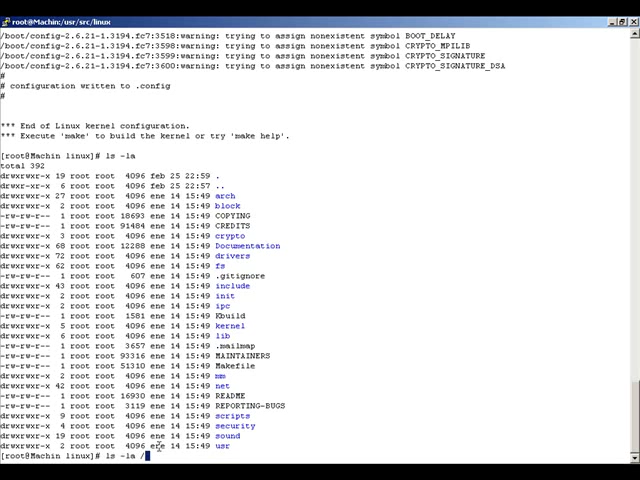 root@Machin:/usr/src/linux
/boot/config-2.6.21-1.3194.fc7:3518:warning: trying to assign nonexistent symbol BOOT_DELAY
/boot/config-2.6.21-1.3194.fc7:3598:warning: trying to assign nonexistent symbol CRYPTO_MPILIB
/boot/config-2.6.21-1.3194.fc7:3599:warning: trying to assign nonexistent symbol CRYPTO_SIGNATURE
/boot/config-2.6.21-1.3194.fc7:3600:warning: trying to assign nonexistent symbol CRYPTO_SIGNATURE_DSA
#
# configuration written to .config
#
*** End of Linux kernel configuration.
*** Execute 'make' to build the kernel or try 'make help'.
[root@Machin linux]# ls -la
total 392
drwxrwxr-x 19 root root 4096 feb 25 22:59 .
drwxrwxr-x 6 root root 4096 feb 25 22:57 ..
drwxrwxr-x 27 root root 4096 ene 14 15:49 arch
drwxrwxr-x 2 root root 4096 ene 14 15:49 block
-rw-rw-r-- 1 root root 18693 ene 14 15:49 COPYING
-rw-rw-r-- 1 root root 91484 ene 14 15:49 CREDITS
drwxrwxr-x 3 root root 4096 ene 14 15:49 crypto
drwxrwxr-x 68 root root 12288 ene 14 15:49 Documentation
drwxrwxr-x 72 root root 4096 ene 14 15:49 drivers
drwxrwxr-x 62 root root 4096 ene 14 15:49 fs
-rw-rw-r-- 1 root root 607 ene 14 15:49 .gitignore
drwxrwxr-x 43 root root 4096 ene 14 15:49 include
drwxrwxr-x 2 root root 4096 ene 14 15:49 init
drwxrwxr-x 2 root root 4096 ene 14 15:49 ipc
-rw-rw-r-- 1 root root 1581 ene 14 15:49 Kbuild
drwxrwxr-x 5 root root 4096 ene 14 15:49 kernel
drwxrwxr-x 6 root root 4096 ene 14 15:49 lib
-rw-rw-r-- 1 root root 3657 ene 14 15:49 .mailmap
-rw-rw-r-- 1 root root 93316 ene 14 15:49 MAINTAINERS
-rw-rw-r-- 1 root root 51310 ene 14 15:49 Makefile
drwxrwxr-x 2 root root 4096 ene 14 15:49 mm
drwxrwxr-x 42 root root 4096 ene 14 15:49 net
-rw-rw-r-- 1 root root 16930 ene 14 15:49 README
-rw-rw-r-- 1 root root 3119 ene 14 15:49 REPORTING-BUGS
drwxrwxr-x 9 root root 4096 ene 14 15:49 scripts
drwxrwxr-x 4 root root 4096 ene 14 15:49 security
drwxrwxr-x 19 root root 4096 ene 14 15:49 sound
drwxrwxr-x 2 root root 4096 ene 14 15:49 usr
[root@Machin linux]# ls -la /